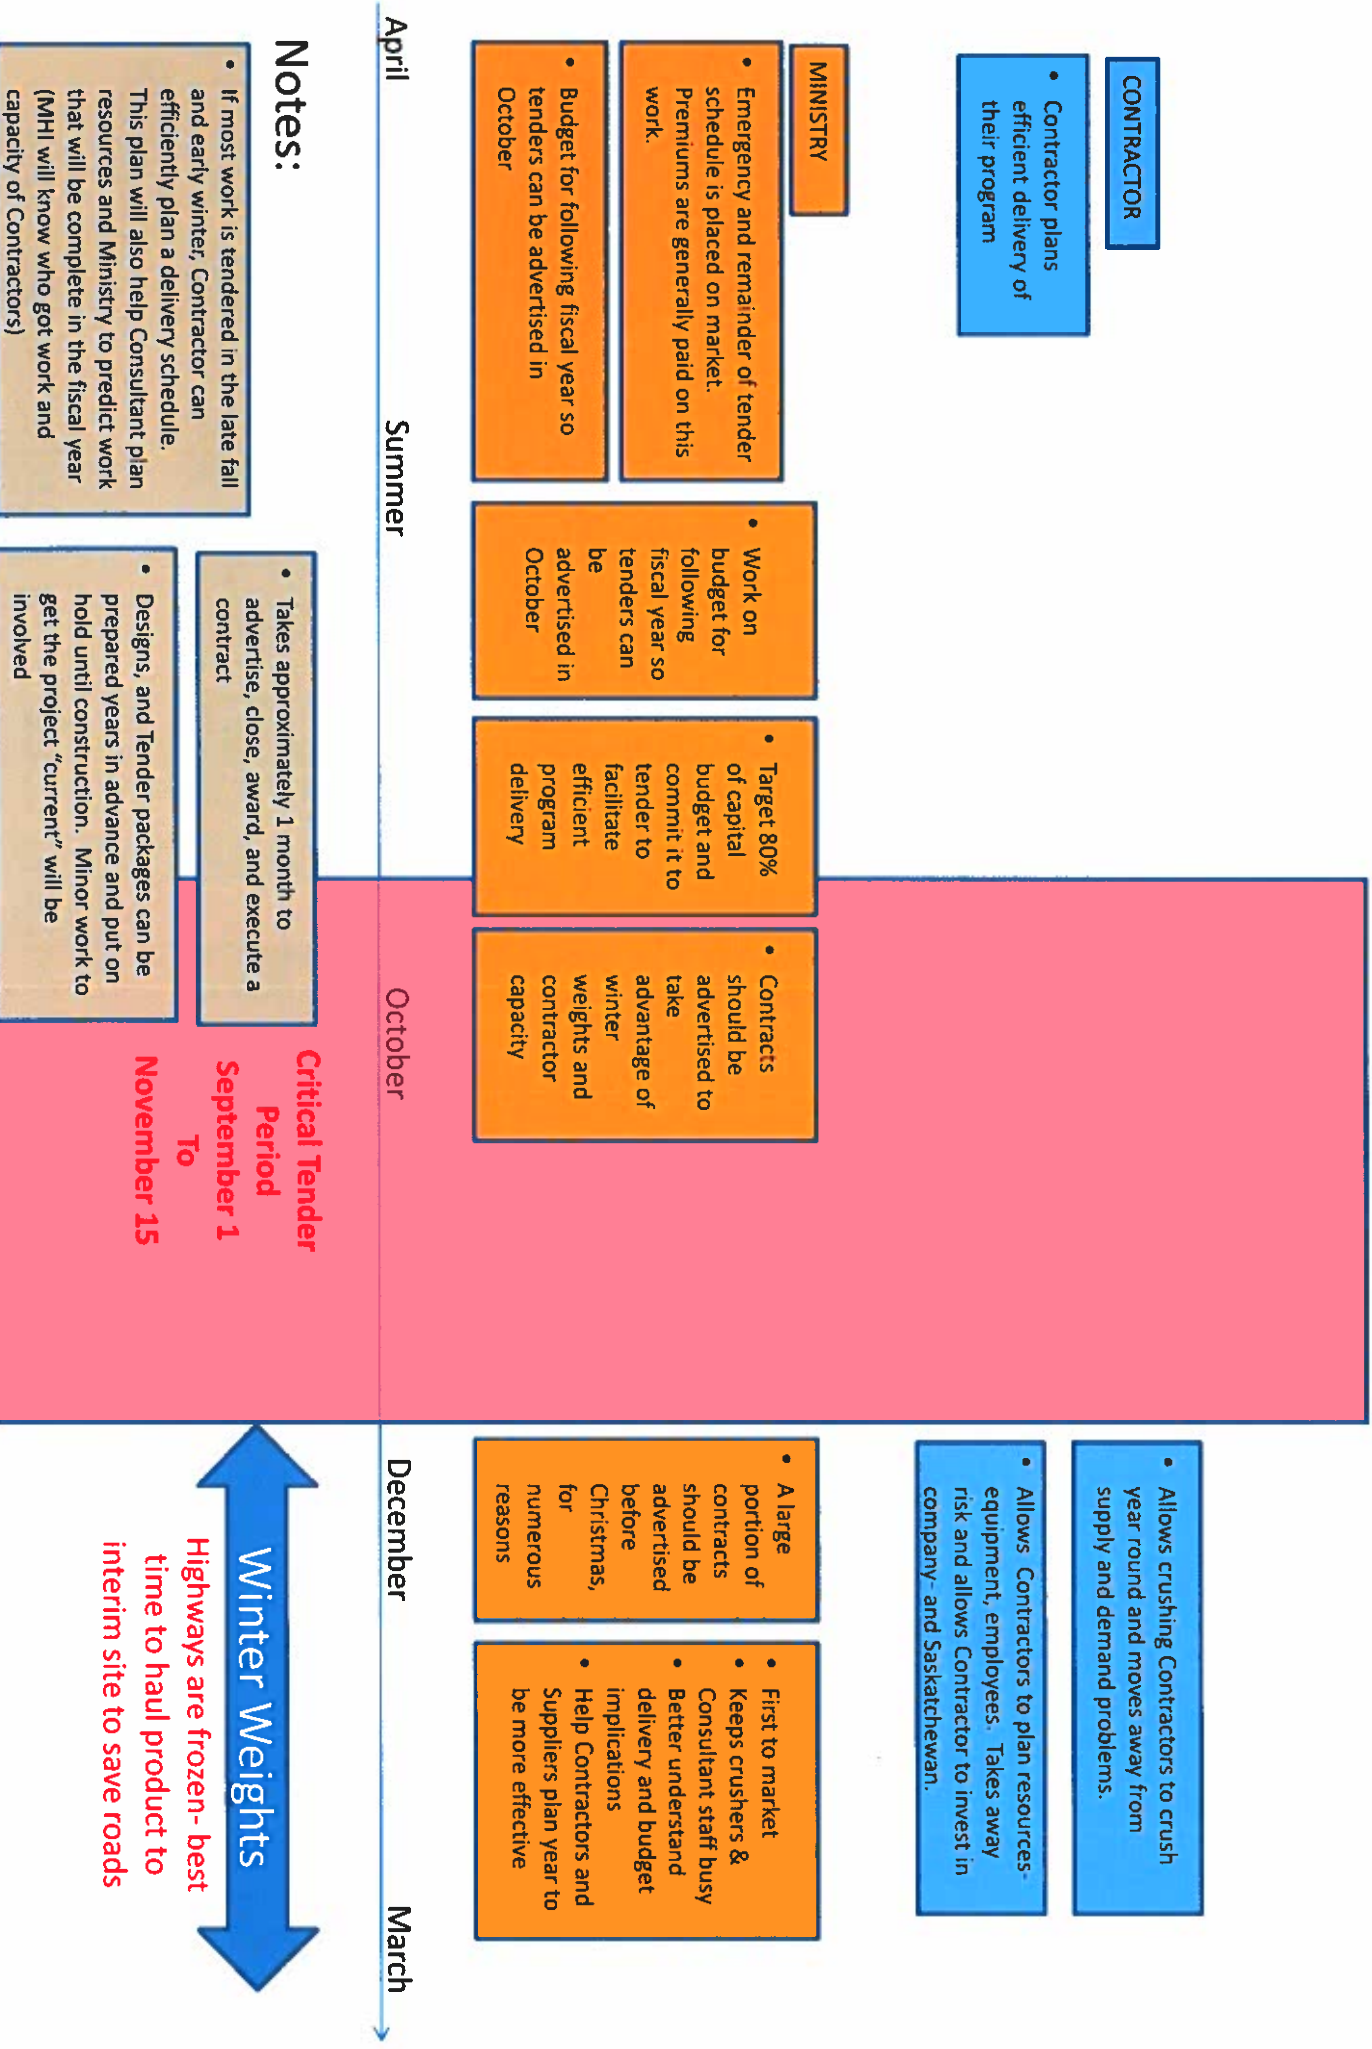 CONTRACTOR
• Contractor plans
efficient delivery of
their program
• Allows crushing Contractors to crush
year round and moves away from
supply and demand problems.
• Allows Contractors to plan resources-
equipment, employees. Takes away
risk and allows Contractor to invest in
company- and Saskatchewan.
MINISTRY
• Emergency and remainder of tender
schedule is placed on market.
Premiums are generally paid on this
work.
• Budget for following fiscal year so
tenders can be advertised in
October
• Work on
budget for
following
fiscal year so
tenders can
be
advertised in
October
• Target 80%
of capital
budget and
commit it to
tender to
facilitate
efficient
program
delivery
• Contracts
should be
advertised to
take
advantage of
winter
weights and
contractor
capacity
• A large
portion of
contracts
should be
advertised
before
Christmas,
for
numerous
reasons
• First to market
• Keeps crushers &
Consultant staff busy
• Better understand
delivery and budget
implications
• Help Contractors and
Suppliers plan year to
be more effective
April
Summer
October
December
March
Notes:
• If most work is tendered in the late fall
and early winter, Contractor can
efficiently plan a delivery schedule.
This plan will also help Consultant plan
resources and Ministry to predict work
that will be complete in the fiscal year
(MHI will know who got work and
capacity of Contractors)
• Takes approximately 1 month to
advertise, close, award, and execute a
contract
• Designs, and Tender packages can be
prepared years in advance and put on
hold until construction. Minor work to
get the project "current" will be
involved
Critical Tender
Period
September 1
To
November 15
Winter Weights
Highways are frozen- best
time to haul product to
interim site to save roads